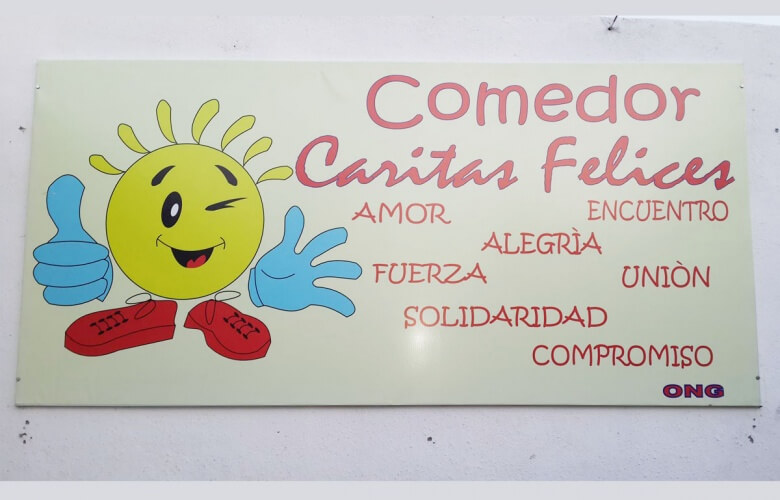 Comedor
Caritas Felices
AMOR ENCUENTRO
ALEGRÌA
FUERZA UNIÒN
SOLIDARIDAD
COMPROMISO
ONG